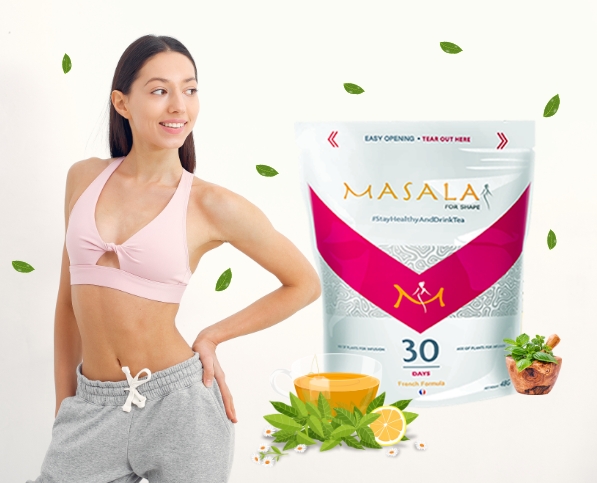 EASY OPENING • TEAR OUT HERE
MASALA
FOR SHAPE
#StayHealthyAndDrinkTea
30
DAYS
French Formula